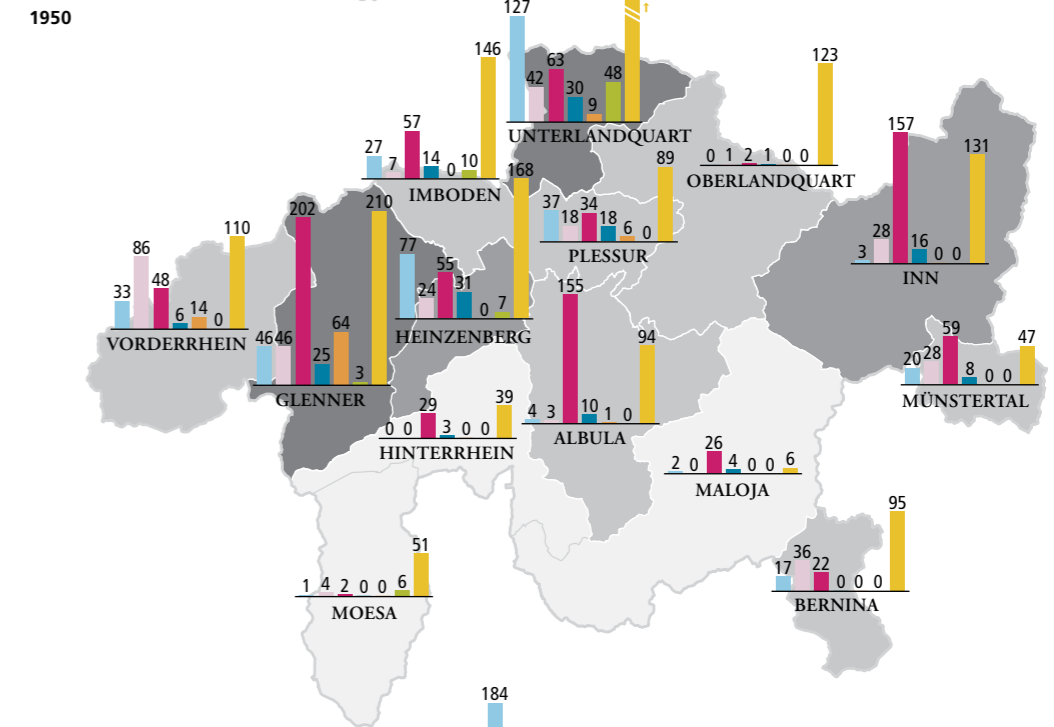 1950
127 42 63 30 9 48
UNTERLANDQUART
27 7 57 14 0 10 146
IMBODEN
0 1 2 1 0 0 123
OBERLANDQUART
37 18 34 18 6 0 89
PLESSUR
3 28 157 16 0 0 131
INN
33 86 48 6 14 0 110
VORDERRHEIN
46 46 202 25 64 3 210
GLENNER
77 24 55 31 0 7 168
HEINZENBERG
20 28 59 8 0 0 47
MÜNSTERTAL
0 0 29 3 0 0 39
HINTERRHEIN
4 3 155 10 1 0 94
ALBULA
2 0 26 4 0 0 6
MALOJA
1 4 2 0 0 6 51
MOESA
17 36 22 0 0 0 95
BERNINA
184